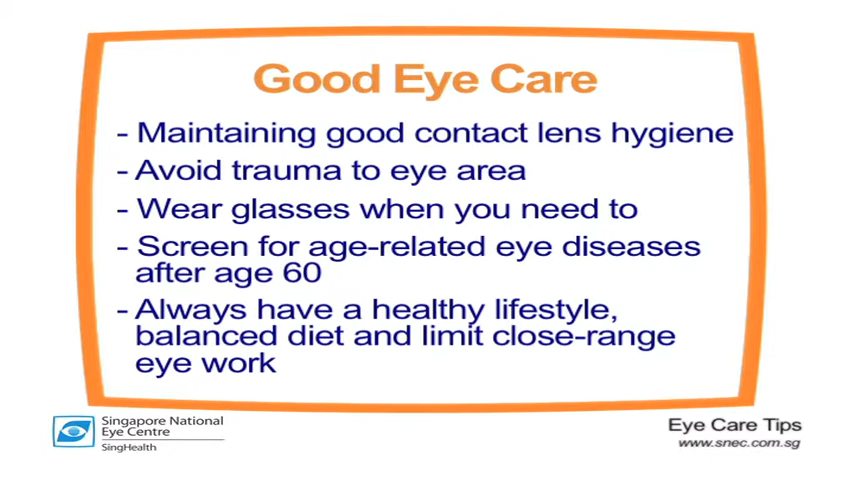 Good Eye Care
- Maintaining good contact lens hygiene
- Avoid trauma to eye area
- Wear glasses when you need to
- Screen for age-related eye diseases
after age 60
- Always have a healthy lifestyle,
balanced diet and limit close-range
eye work
Singapore National
Eye Centre
SingHealth
Eye Care Tips
www.snec.com.sg